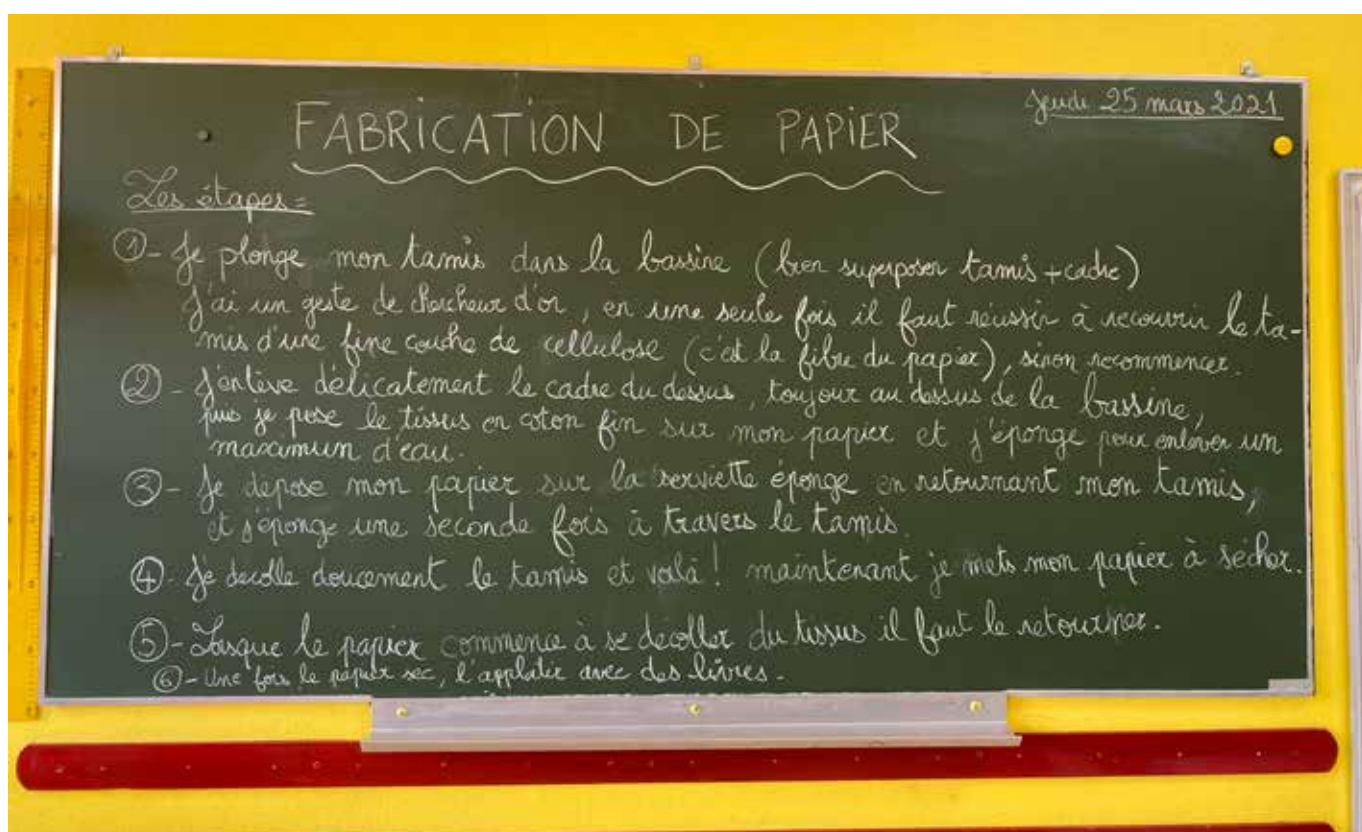 Jeudi 25 mars 2021
FABRICATION DE PAPIER
Les étapes =
① - Je plonge mon tamis dans la bassine (bien superposer tamis + cadre)
J'ai un geste de chercheur d'or, en une seule fois il faut réussir à recouvrir le ta-
mis d'une fine couche de cellulose (c'est la fibre du papier), sinon recommencer.
② - J'enlève délicatement le cadre du dessus, toujour au dessus de la bassine,
puis je pose le tissus en coton fin sur mon papier et j'éponge pour enlever un
maximum d'eau.
③ - Je dépose mon papier sur la serviette éponge en retournant mon tamis,
et j'éponge une seconde fois à travers le tamis.
④ - Je décolle doucement le tamis et voilà ! maintenant je mets mon papier à sécher.
⑤ - Lorsque le papier commence à se décoller du tissus il faut le retourner.
⑥ - Une fois le papier sec, l'applatir avec des livres.